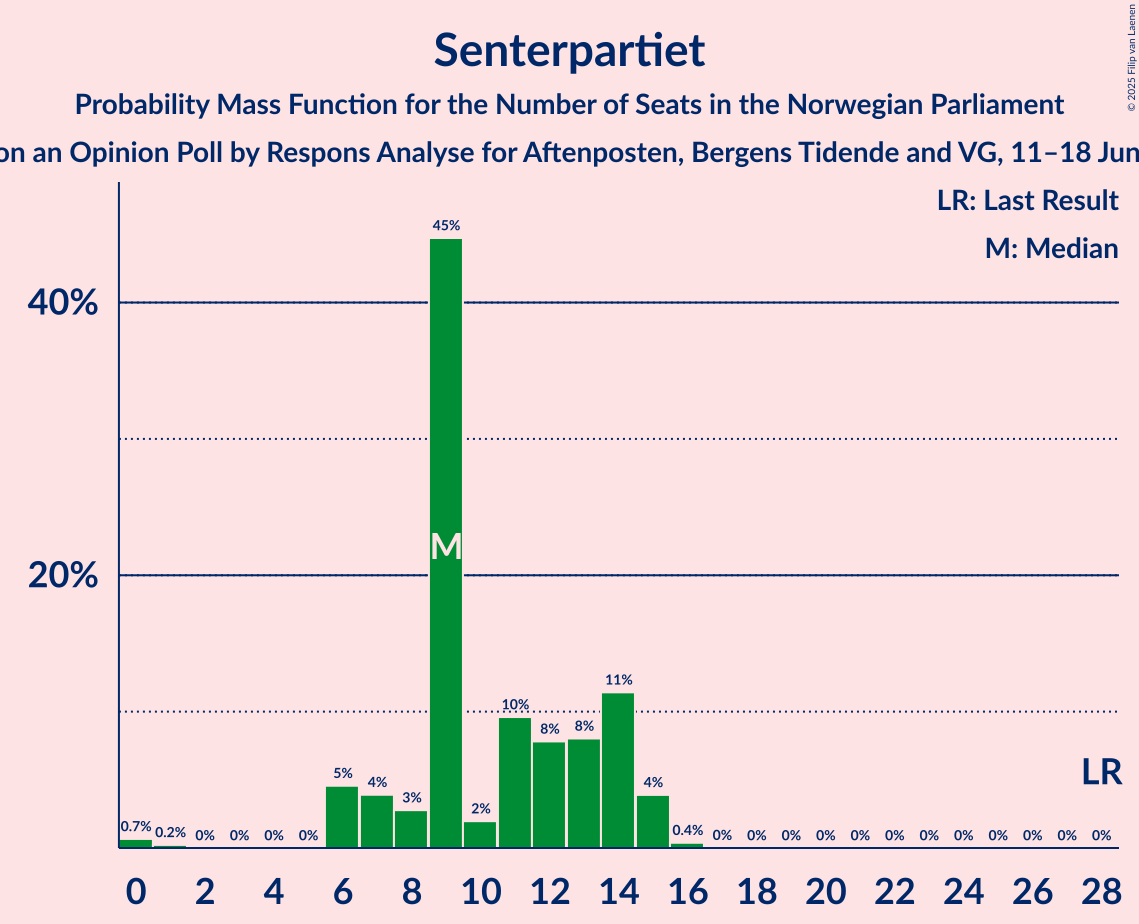 Senterpartiet
Probability Mass Function for the Number of Seats in the Norwegian Parliament
on an Opinion Poll by Respons Analyse for Aftenposten, Bergens Tidende and VG, 11–18 Jun
© 2025 Filip van Laenen
LR: Last Result
M: Median
45%
40%
M
20%
11%
10%
8% 8%
LR
5% 4% 3% 2% 4%
0.7% 0.2% 0% 0% 0% 0% 0.4% 0% 0% 0% 0% 0% 0% 0% 0% 0% 0% 0% 0%
0 2 4 6 8 10 12 14 16 18 20 22 24 26 28